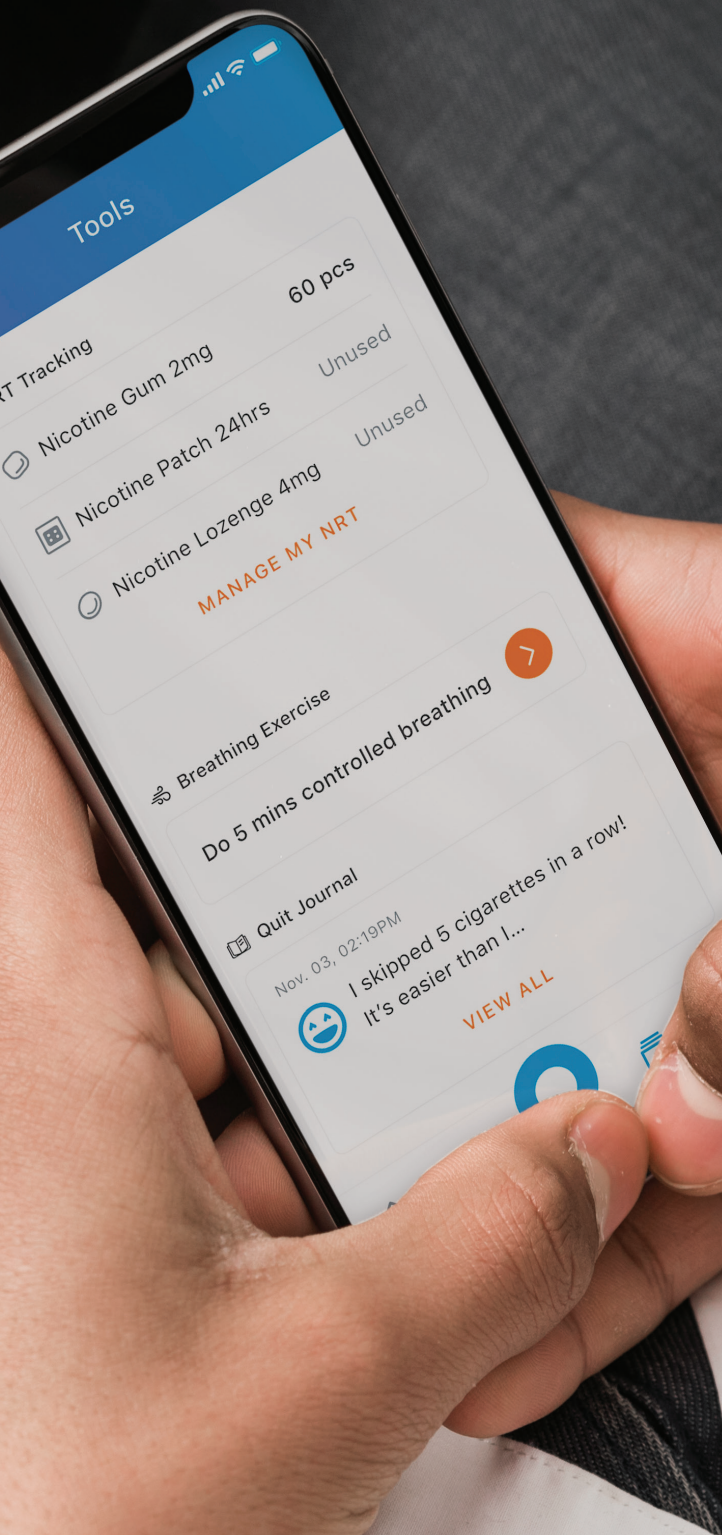 Tools
RT Tracking
Nicotine Gum 2mg 60 pcs
Nicotine Patch 24hrs Unused
Nicotine Lozenge 4mg Unused
MANAGE MY NRT
Breathing Exercise
Do 5 mins controlled breathing
Quit Journal
Nov. 03, 02:19PM
I skipped 5 cigarettes in a row!
It's easier than I...
VIEW ALL